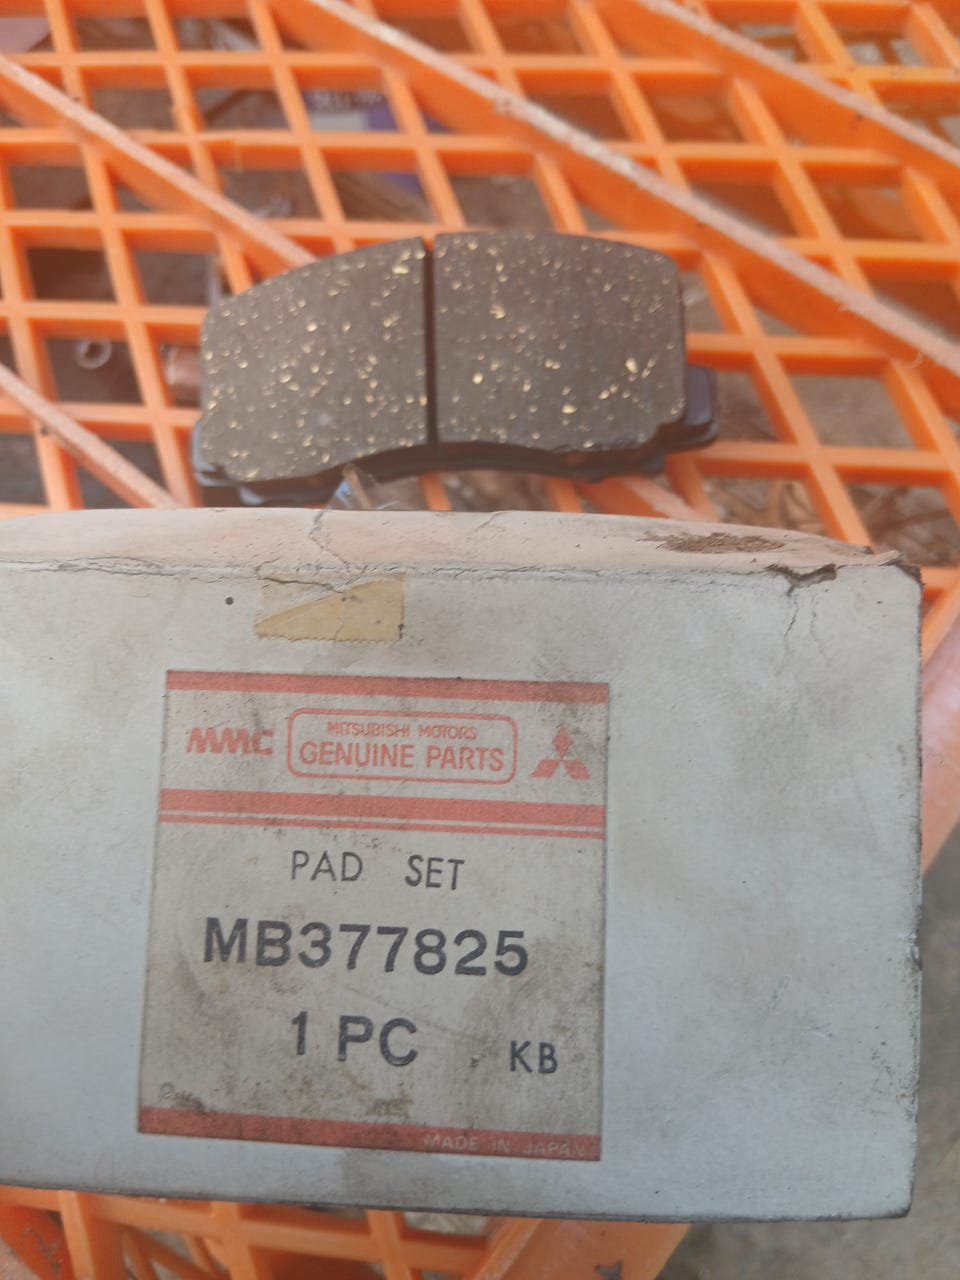 MMC
MITSUBISHI MOTORS
GENUINE PARTS
PAD SET
MB377825
1 PC KB
MADE IN JAPAN